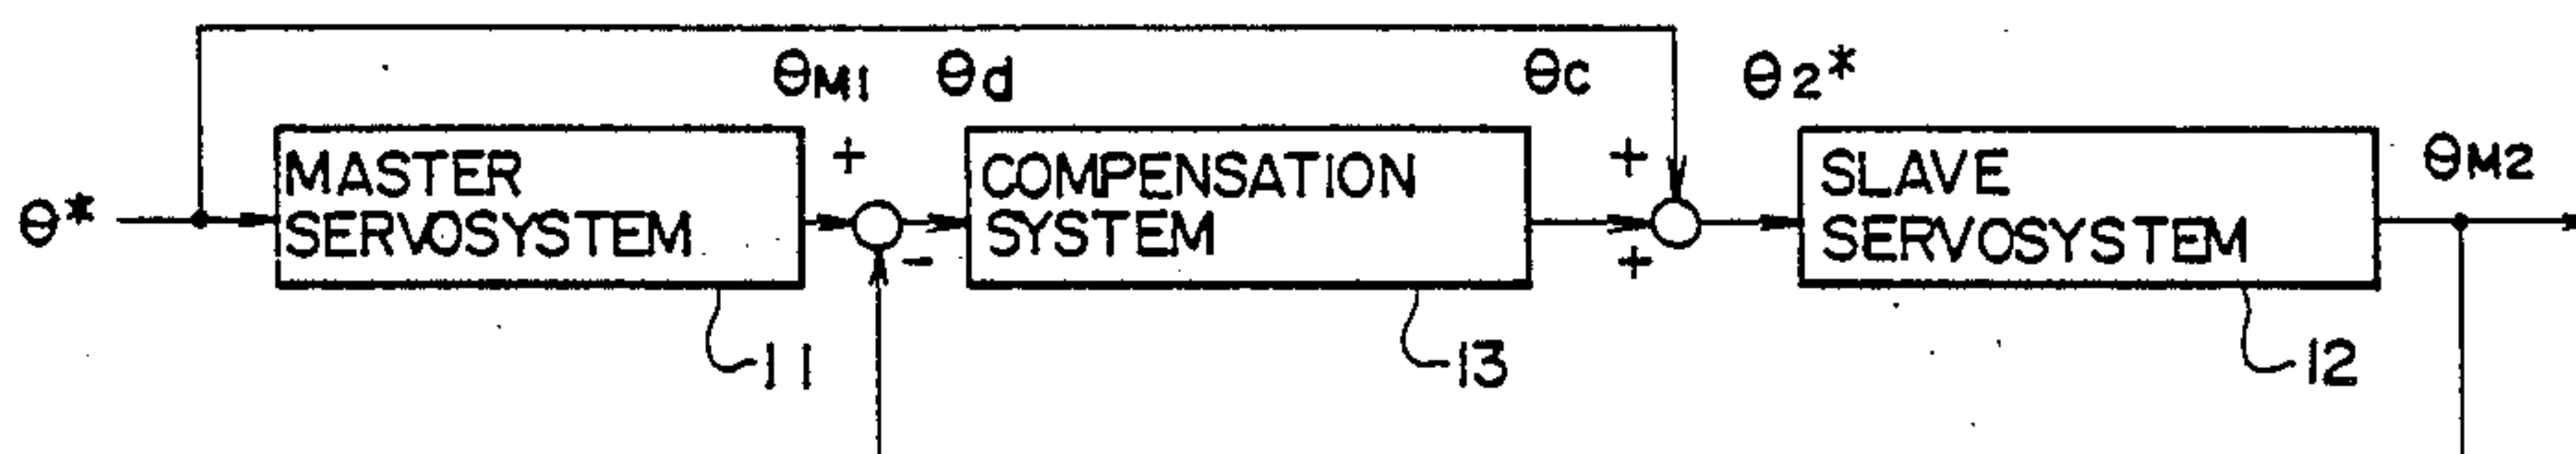 θM1 θd θc θ2*
θ* MASTER SERVOSYSTEM + - COMPENSATION SYSTEM + + SLAVE SERVOSYSTEM θM2
11 13 12